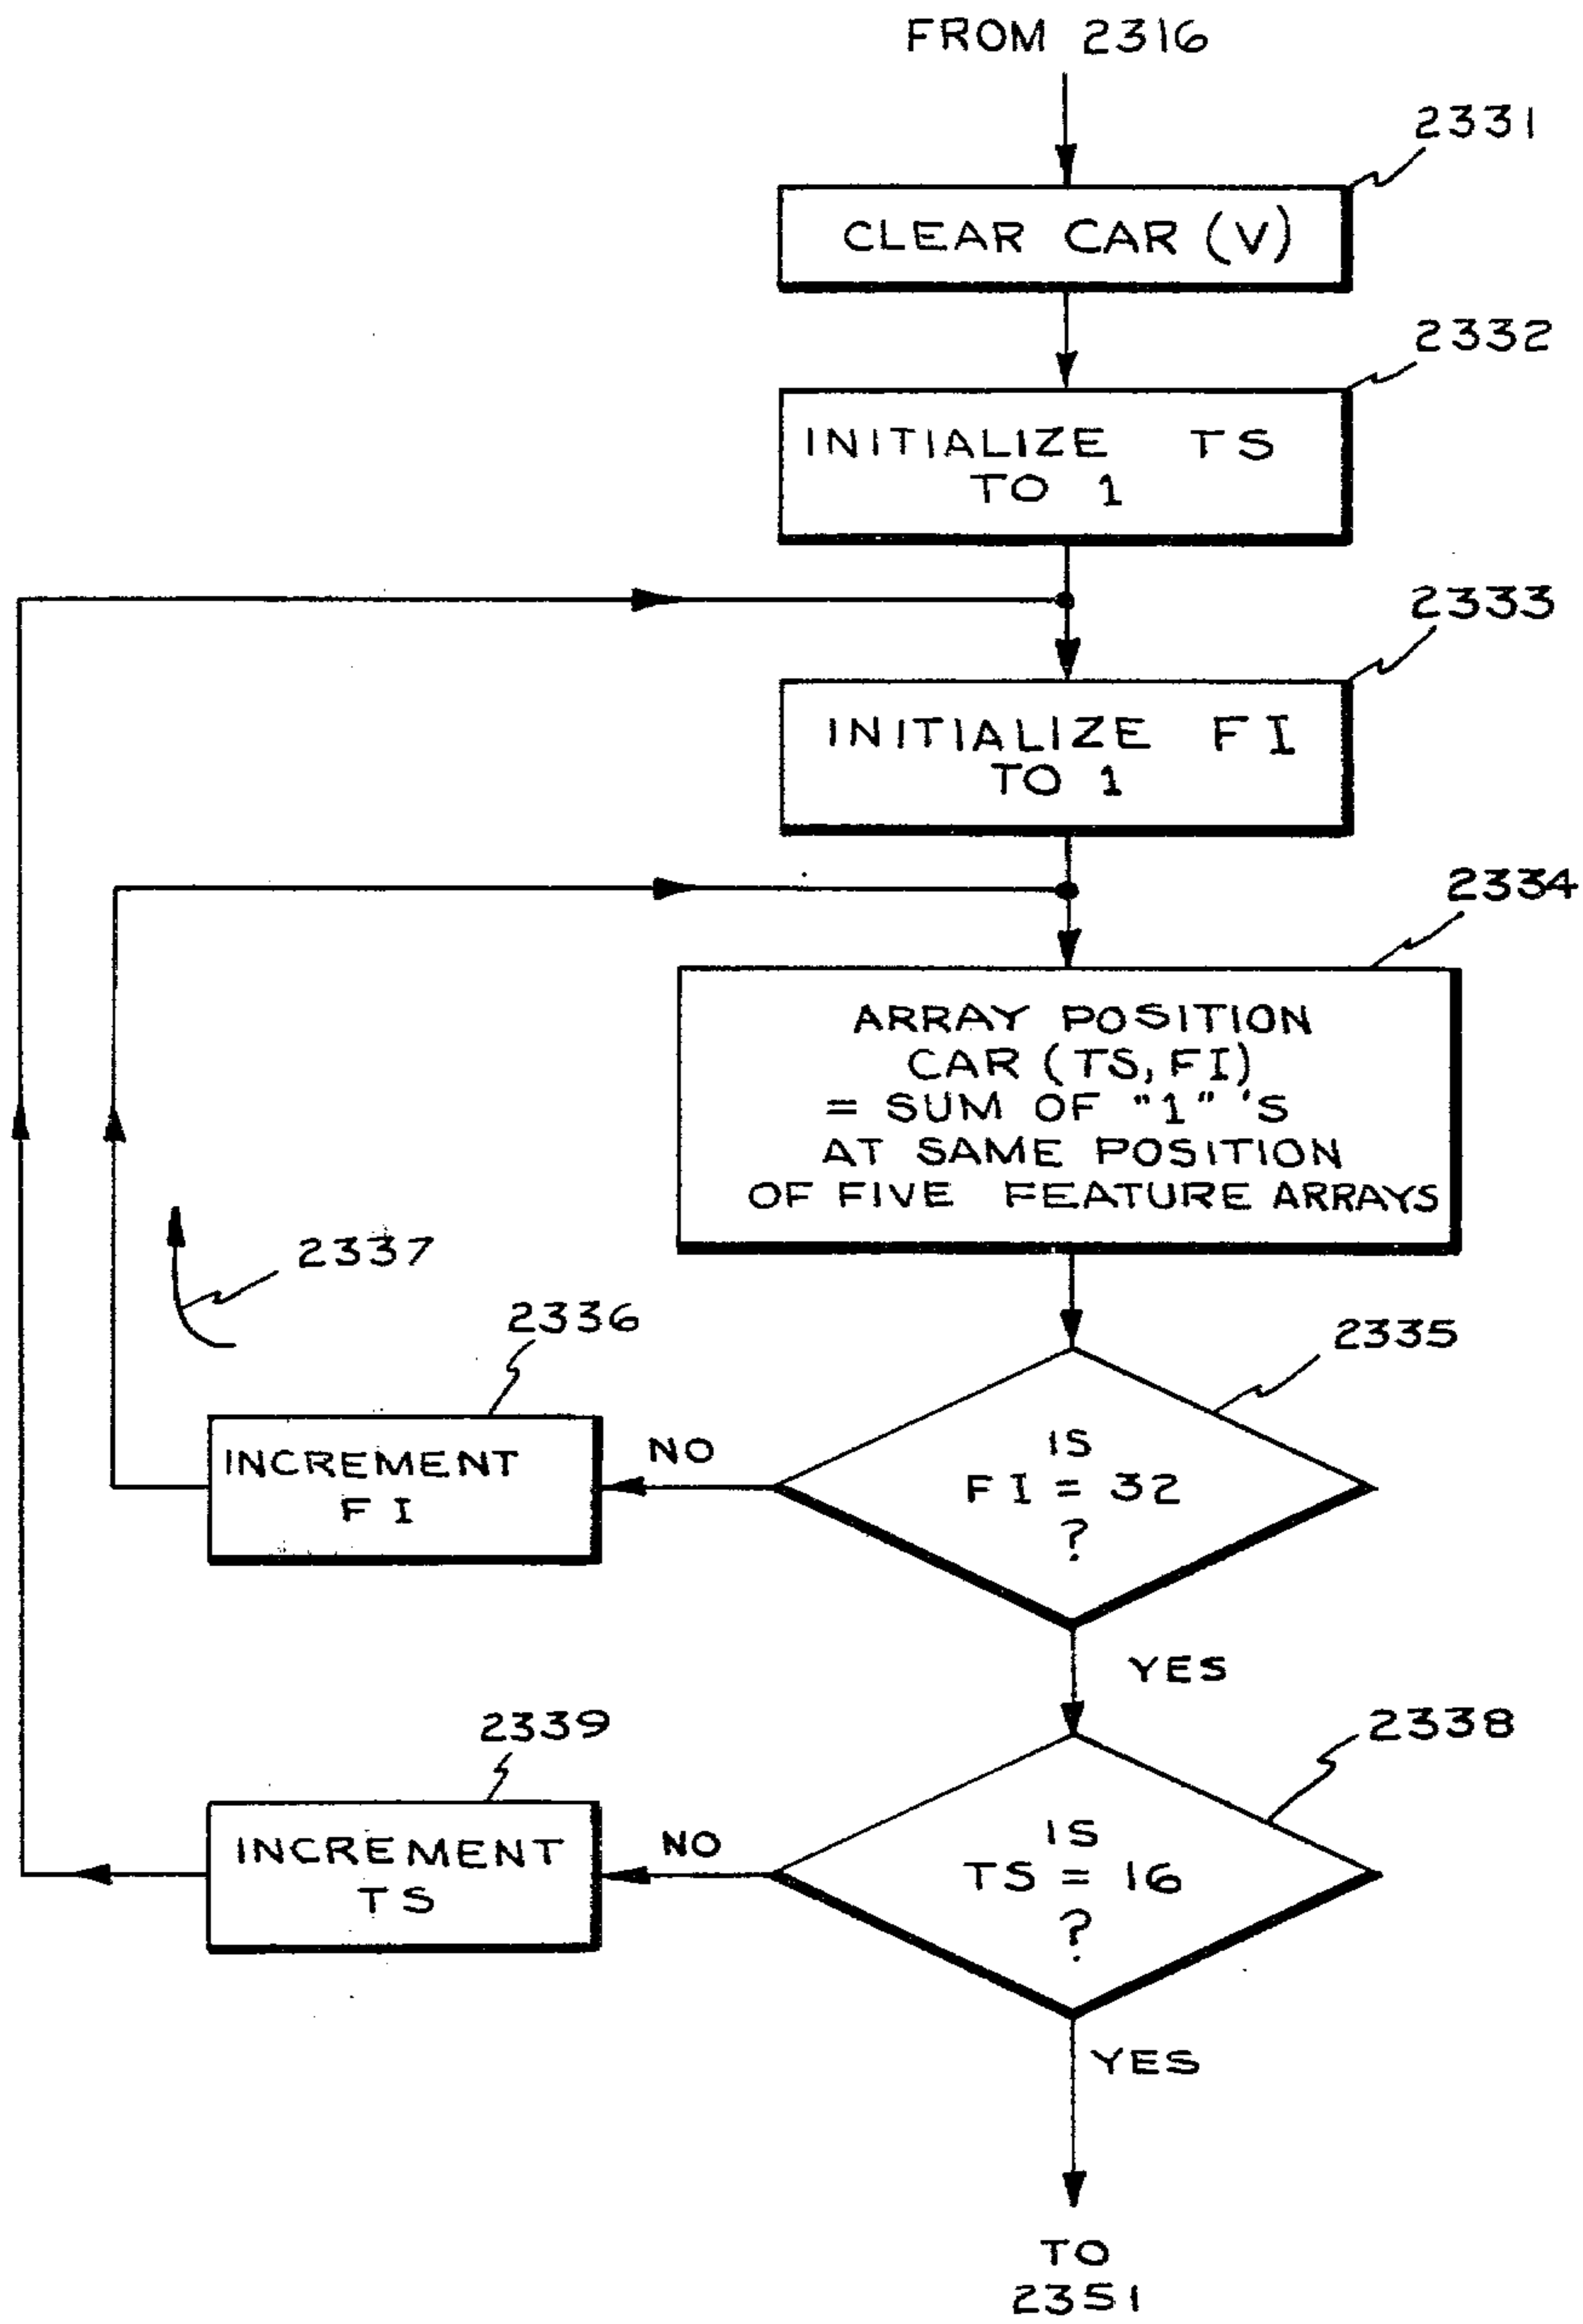 FROM 2316
2331
CLEAR CAR (V)
2332
INITIALIZE TS
TO 1
2333
INITIALIZE FI
TO 1
2334
ARRAY POSITION
CAR (TS, FI)
= SUM OF "1" 'S
AT SAME POSITION
OF FIVE FEATURE ARRAYS
2337
2336
2335
INCREMENT
FI
NO
IS
FI = 32
?
YES
2339
2338
INCREMENT
TS
NO
IS
TS = 16
?
YES
TO
2351